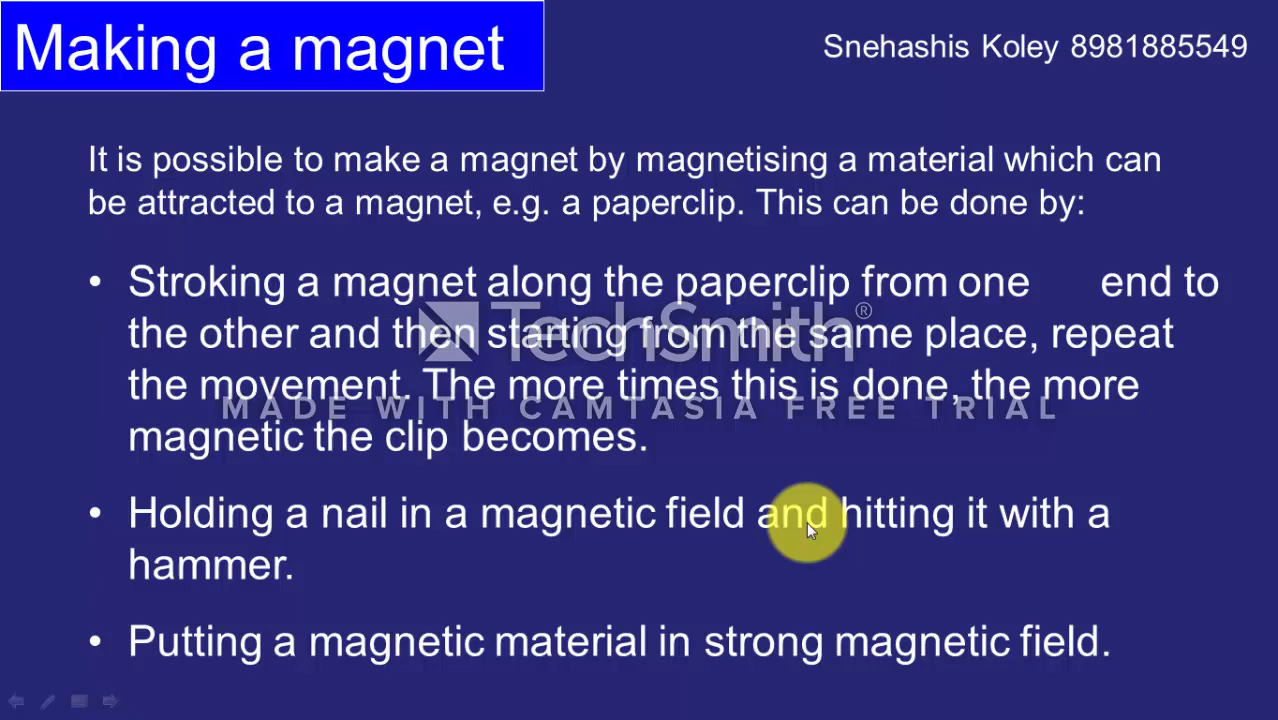 Making a magnet
Snehashis Koley 8981885549
It is possible to make a magnet by magnetising a material which can
be attracted to a magnet, e.g. a paperclip. This can be done by:
• Stroking a magnet along the paperclip from one end to
the other and then starting from the same place, repeat
the movement. The more times this is done, the more
magnetic the clip becomes.
TechSmith®
MADE WITH CAMTASIA FREE TRIAL
• Holding a nail in a magnetic field and hitting it with a
hammer.
• Putting a magnetic material in strong magnetic field.